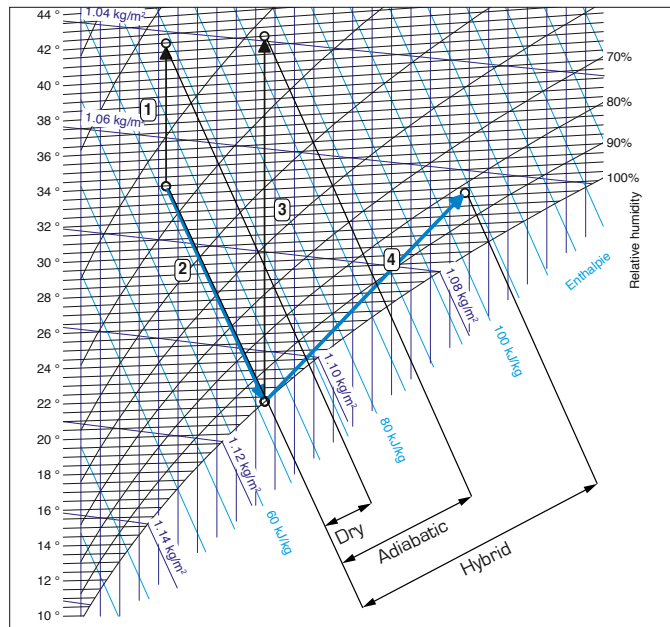 44 °
42 °
40 °
38 °
36 °
34 °
32 °
30 °
28 °
26 °
24 °
22 °
20 °
18 °
16 °
14 °
12 °
10 °
1.04 kg/m²
1.06 kg/m²
1
2
3
4
70%
80%
90%
100%
Relative humidity
Enthalpie
1.08 kg/m²
100 kJ/kg
1.10 kg/m²
80 kJ/kg
1.12 kg/m²
60 kJ/kg
1.14 kg/m²
Dry
Adiabatic
Hybrid